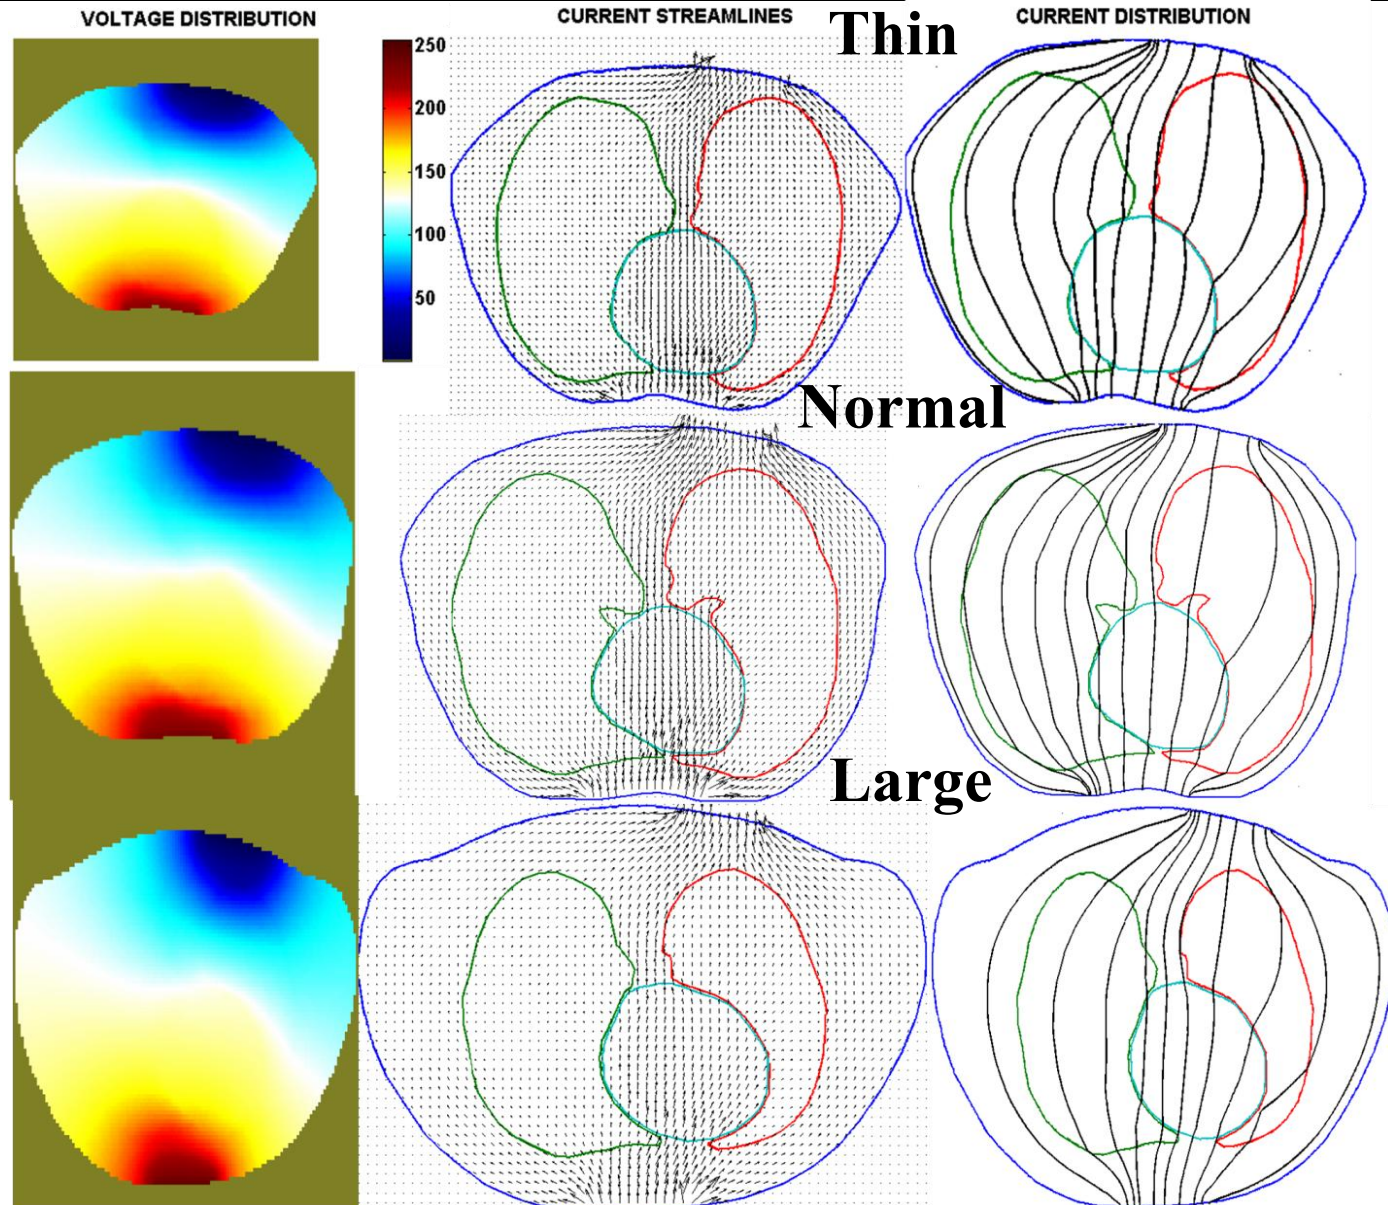 VOLTAGE DISTRIBUTION
CURRENT STREAMLINES
CURRENT DISTRIBUTION
Thin
250
200
150
100
50
Normal
Large